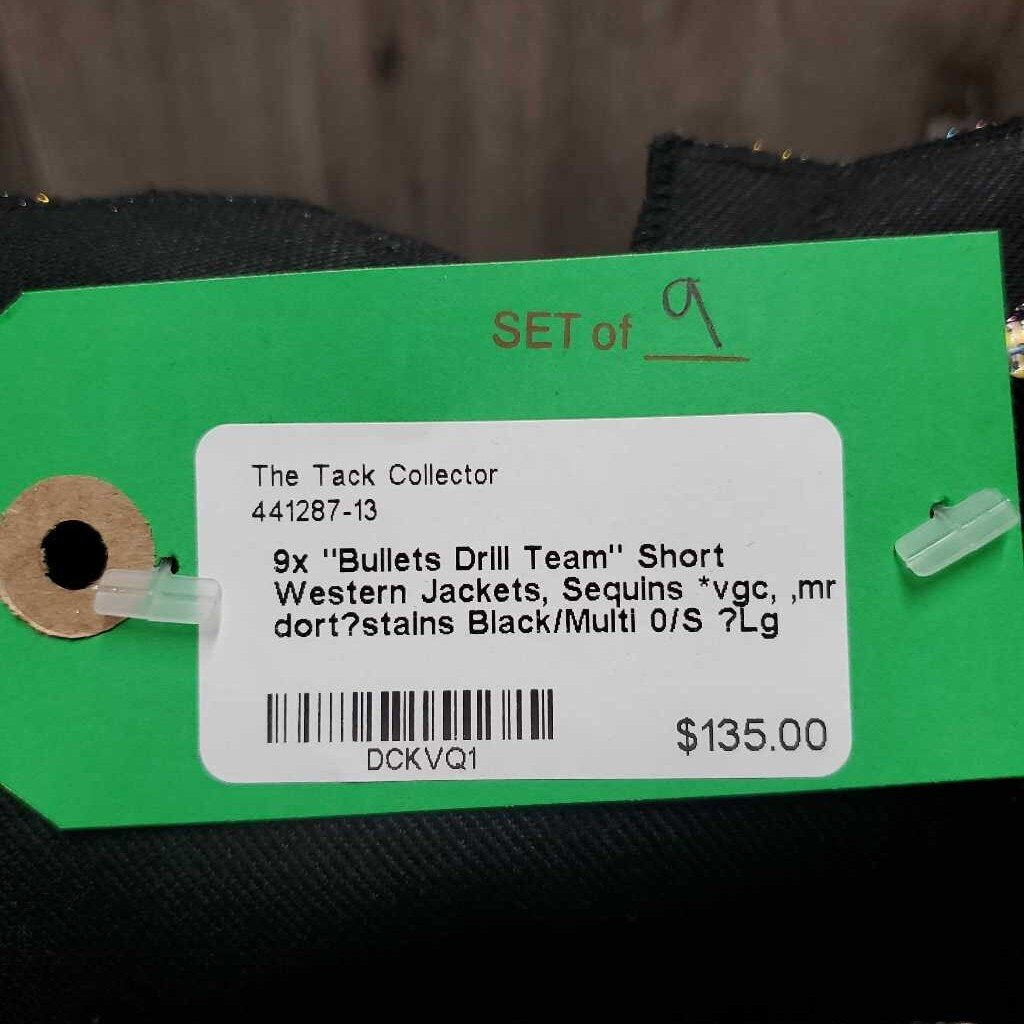 SET of 9
The Tack Collector
441287-13
9x "Bullets Drill Team" Short
Western Jackets, Sequins *vgc, ,mr
dort?stains Black/Multi 0/S ?Lg
DCKVQ1
$135.00